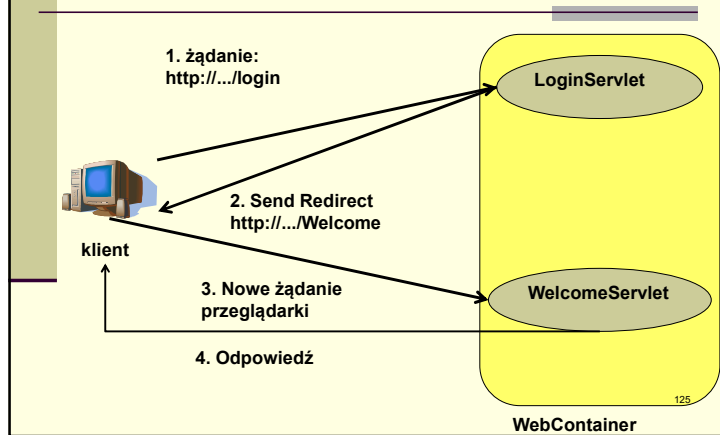 1. żądanie:
http://.../login
LoginServlet
2. Send Redirect
http://.../Welcome
klient
3. Nowe żądanie
przeglądarki
WelcomeServlet
4. Odpowiedź
125
WebContainer